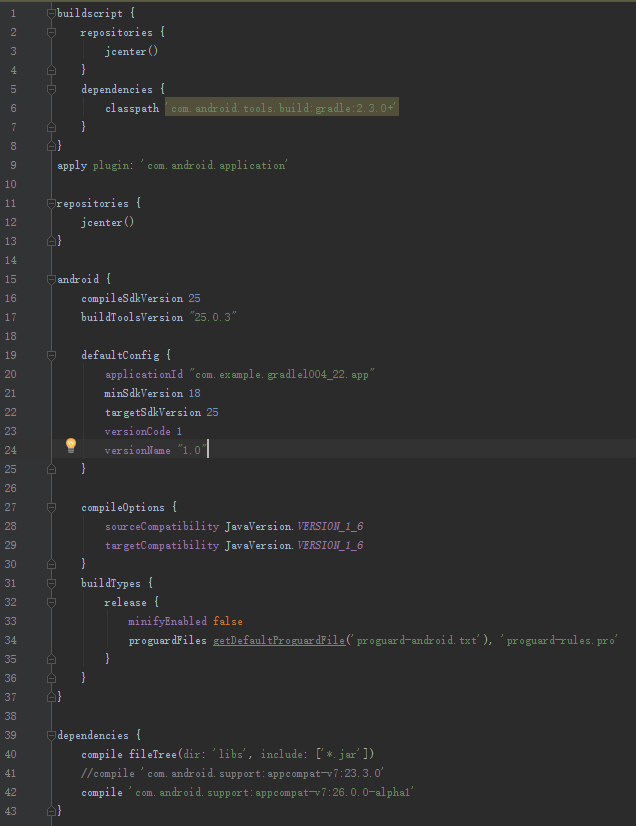 1 buildscript {
2 repositories {
3 jcenter()
4 }
5 dependencies {
6 classpath 'com.android.tools.build:gradle:2.3.0+'
7 }
8 }
9 apply plugin: 'com.android.application'
10
11 repositories {
12 jcenter()
13 }
14
15 android {
16 compileSdkVersion 25
17 buildToolsVersion "25.0.3"
18
19 defaultConfig {
20 applicationId "com.example.gradle1004_22.app"
21 minSdkVersion 18
22 targetSdkVersion 25
23 versionCode 1
24 versionName "1.0"
25 }
26
27 compileOptions {
28 sourceCompatibility JavaVersion.VERSION_1_6
29 targetCompatibility JavaVersion.VERSION_1_6
30 }
31 buildTypes {
32 release {
33 minifyEnabled false
34 proguardFiles getDefaultProguardFile('proguard-android.txt'), 'proguard-rules.pro'
35 }
36 }
37 }
38
39 dependencies {
40 compile fileTree(dir: 'libs', include: ['*.jar'])
41 //compile 'com.android.support:appcompat-v7:23.3.0'
42 compile 'com.android.support:appcompat-v7:26.0.0-alpha1'
43 }